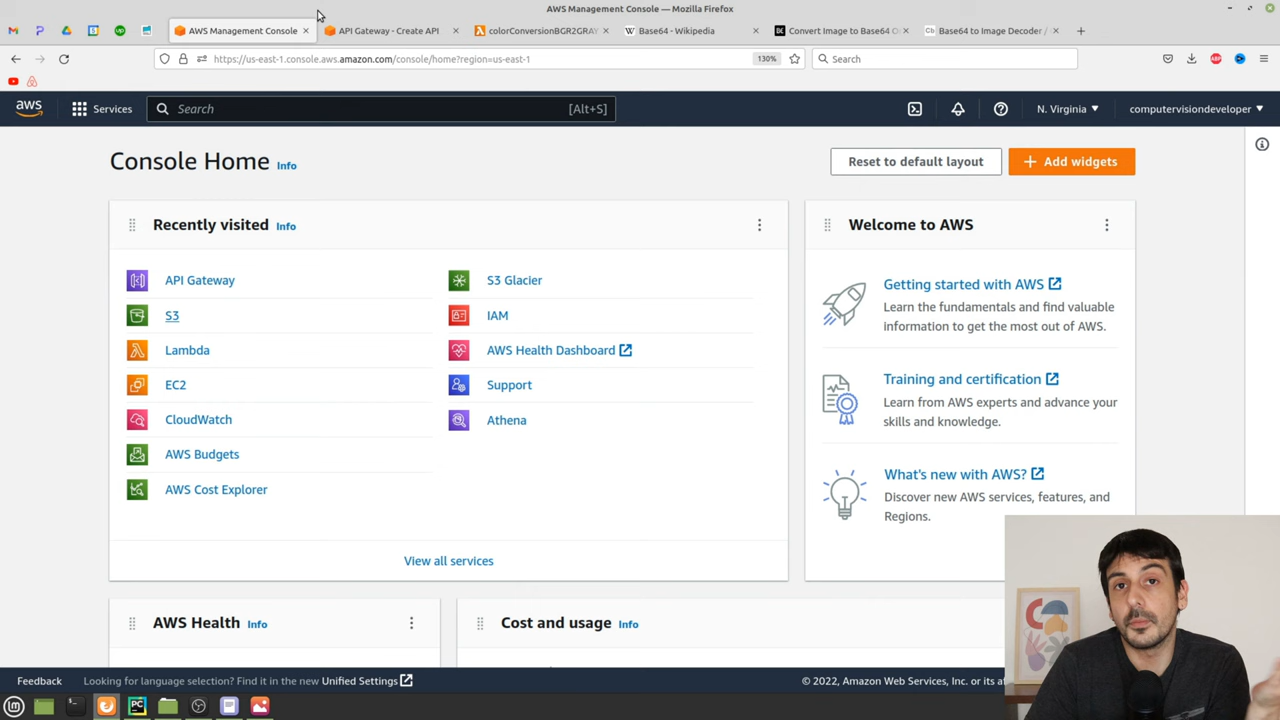 AWS Management Console — Mozilla Firefox
AWS Management Console
API Gateway - Create API
colorConversionBGR2GRAY
Base64 - Wikipedia
Convert Image to Base64 O
Base64 to Image Decoder /
https://us-east-1.console.aws.amazon.com/console/home?region=us-east-1
130%
Search
aws
Services
Search
[Alt+S]
N. Virginia
computervisiondeveloper
Console Home Info
Reset to default layout
Add widgets
Recently visited Info
API Gateway
S3
Lambda
EC2
CloudWatch
AWS Budgets
AWS Cost Explorer
S3 Glacier
IAM
AWS Health Dashboard
Support
Athena
View all services
Welcome to AWS
Getting started with AWS
Learn the fundamentals and find valuable
information to get the most out of AWS.
Training and certification
Learn from AWS experts and advance your
skills and knowledge.
What's new with AWS?
Discover new AWS services, features, and
Regions.
AWS Health Info
Cost and usage Info
Feedback
Looking for language selection? Find it in the new Unified Settings
© 2022, Amazon Web Services, Inc. or its
PC